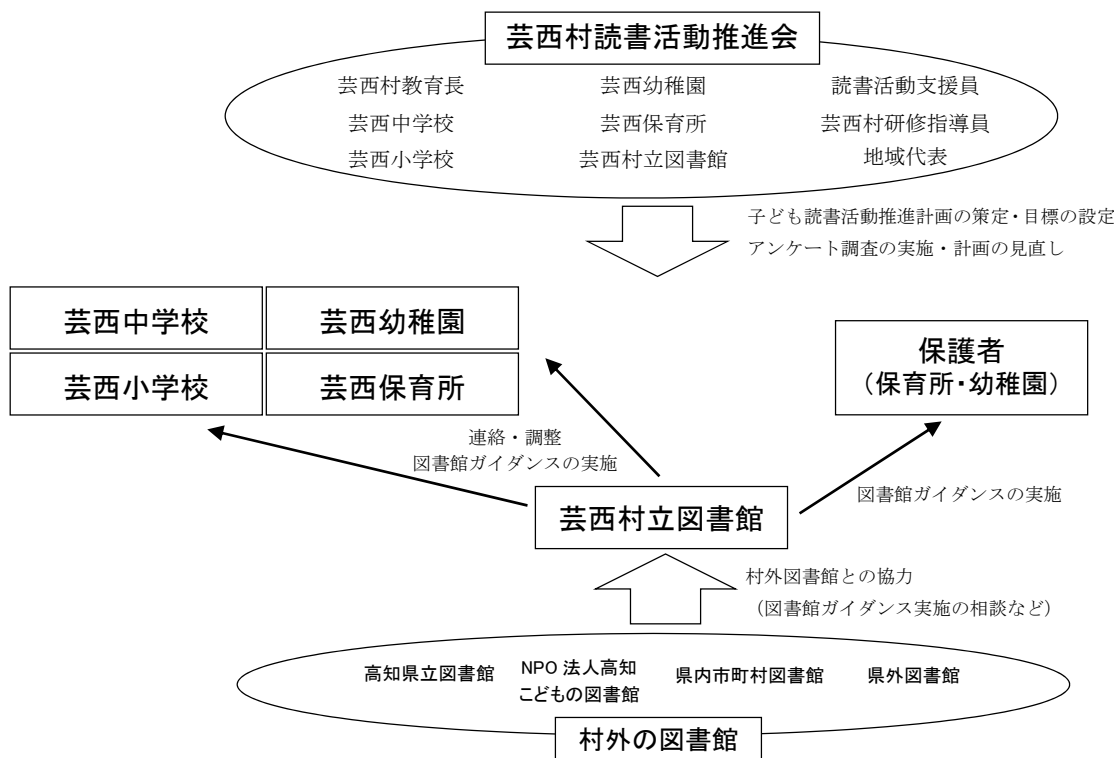 芸西村読書活動推進会
芸西村教育長
芸西幼稚園
読書活動支援員
芸西中学校
芸西保育所
芸西村研修指導員
芸西小学校
芸西村立図書館
地域代表
子ども読書活動推進計画の策定・目標の設定
アンケート調査の実施・計画の見直し
芸西中学校
芸西幼稚園
芸西小学校
芸西保育所
保護者
（保育所・幼稚園）
連絡・調整
図書館ガイダンスの実施
図書館ガイダンスの実施
芸西村立図書館
村外図書館との協力
（図書館ガイダンス実施の相談など）
高知県立図書館
NPO 法人高知
こどもの図書館
県内市町村図書館
県外図書館
村外の図書館